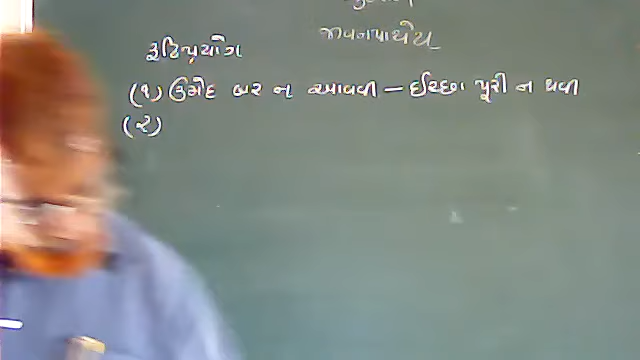 જીવનપાથેય
રૂઢિપ્રયોગ
(૧) ઉમેદ બર ન આવવી – ઈચ્છા પૂરી ન થવી
(૨)